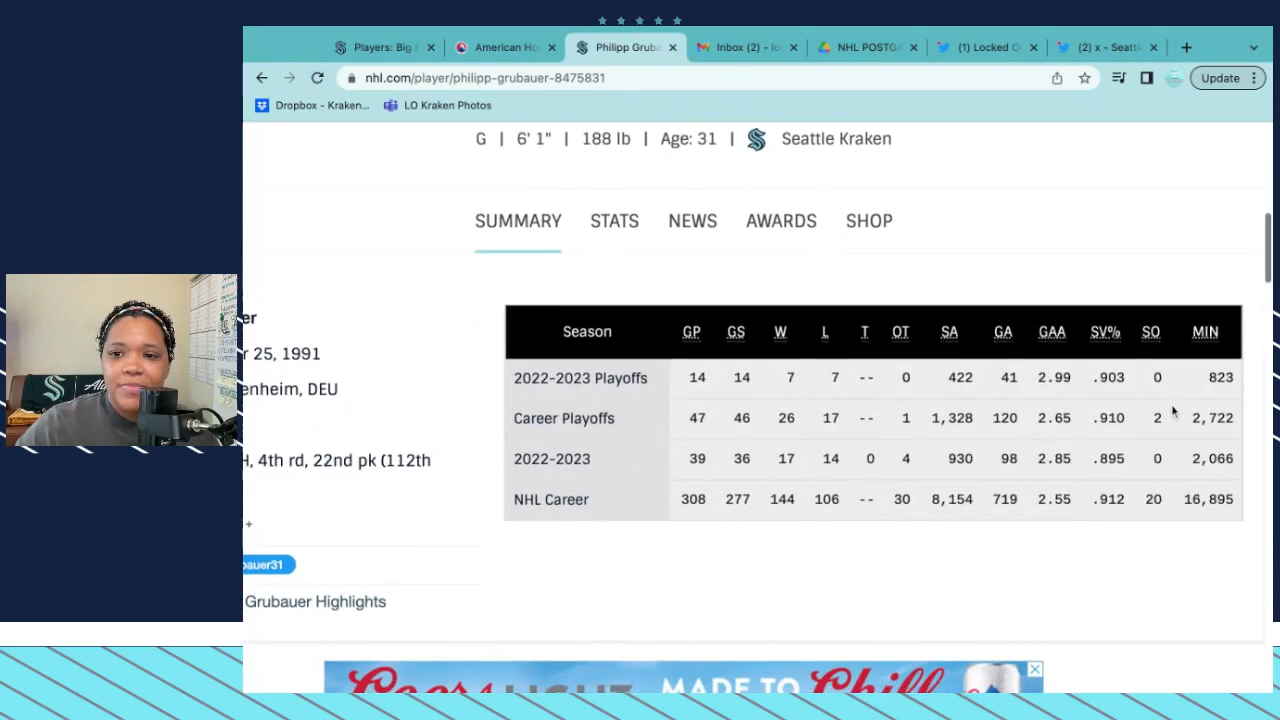 Players: Big
American Ho
Philipp Gruba
Inbox (2) - lo
NHL POSTGA
(1) Locked O
(2) x - Seattl
nhl.com/player/philipp-grubauer-8475831
Update
Dropbox - Kraken...
LO Kraken Photos
G | 6' 1" | 188 lb | Age: 31 | Seattle Kraken
SUMMARY STATS NEWS AWARDS SHOP
er
r 25, 1991
enheim, DEU
H, 4th rd, 22nd pk (112th
+
bauer31
Grubauer Highlights
Season GP GS W L T OT SA GA GAA SV% SO MIN
2022-2023 Playoffs 14 14 7 7 -- 0 422 41 2.99 .903 0 823
Career Playoffs 47 46 26 17 -- 1 1,328 120 2.65 .910 2 2,722
2022-2023 39 36 17 14 0 4 930 98 2.85 .895 0 2,066
NHL Career 308 277 144 106 -- 30 8,154 719 2.55 .912 20 16,895
Coors LIGHT MADE TO Chill